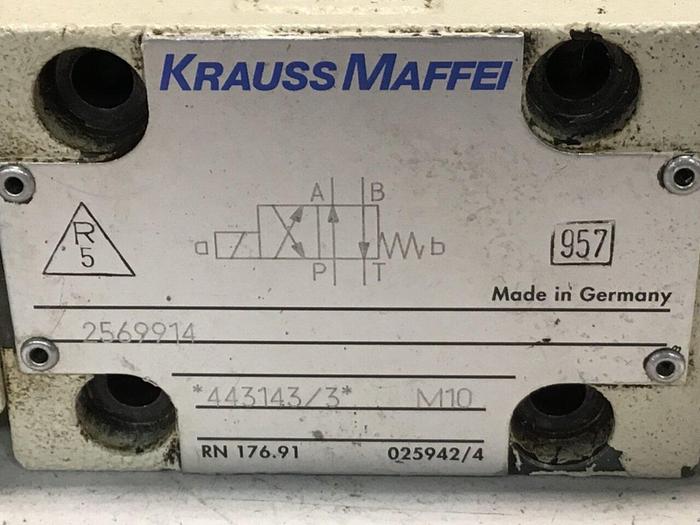 KRAUSS MAFFEI
A B
R
5
a
b
957
P T
Made in Germany
2569914
*443143/3* M10
RN 176.91 025942/4